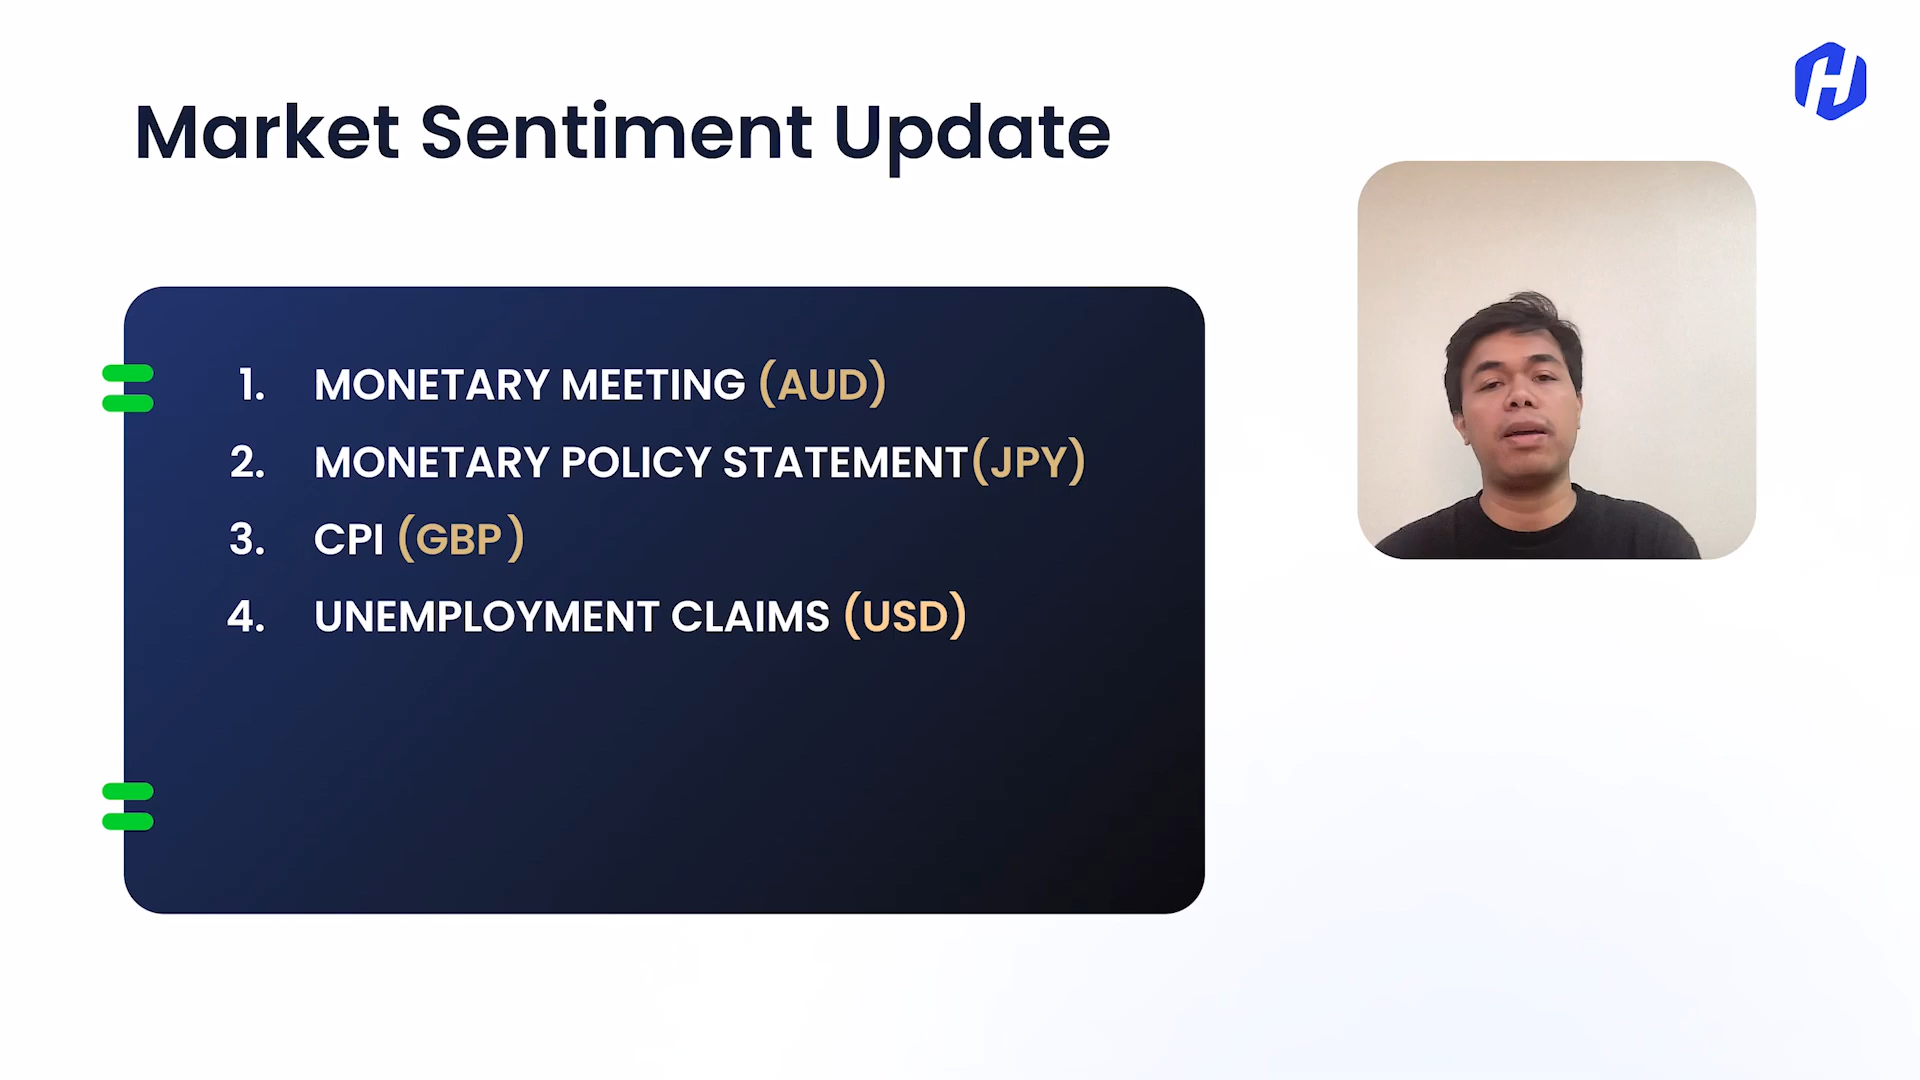 Market Sentiment Update
1. MONETARY MEETING (AUD)
2. MONETARY POLICY STATEMENT(JPY)
3. CPI (GBP)
4. UNEMPLOYMENT CLAIMS (USD)